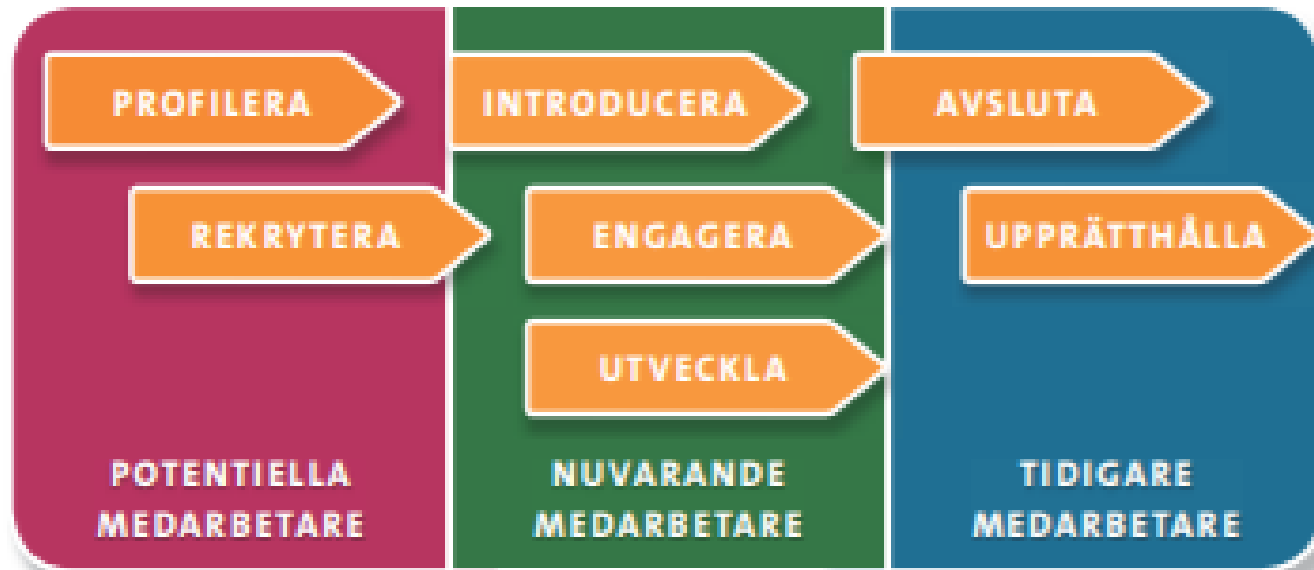 PROFILERA
REKRYTERA
POTENTIELLA
MEDARBETARE
INTRODUCERA
ENGAGERA
UTVECKLA
NUVARANDE
MEDARBETARE
AVSLUTA
UPPRÄTTHÅLLA
TIDIGARE
MEDARBETARE